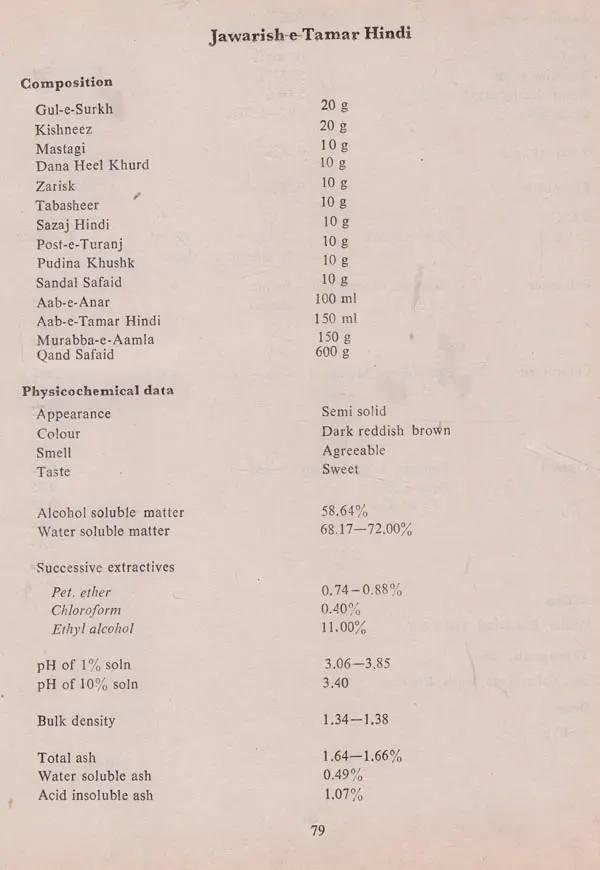 Jawarish-e-Tamar Hindi
Composition
Gul-e-Surkh 20 g
Kishneez 20 g
Mastagi 10 g
Dana Heel Khurd 10 g
Zarisk 10 g
Tabasheer 10 g
Sazaj Hindi 10 g
Post-e-Turanj 10 g
Pudina Khushk 10 g
Sandal Safaid 10 g
Aab-e-Anar 100 ml
Aab-e-Tamar Hindi 150 ml
Murabba-e-Aamla 150 g
Qand Safaid 600 g
Physicochemical data
Appearance Semi solid
Colour Dark reddish brown
Smell Agreeable
Taste Sweet
Alcohol soluble matter 58.64%
Water soluble matter 68.17—72.00%
Successive extractives
Pet. ether 0.74—0.88%
Chloroform 0.40%
Ethyl alcohol 11.00%
pH of 1% soln 3.06—3.85
pH of 10% soln 3.40
Bulk density 1.34—1.38
Total ash 1.64—1.66%
Water soluble ash 0.49%
Acid insoluble ash 1.07%
79